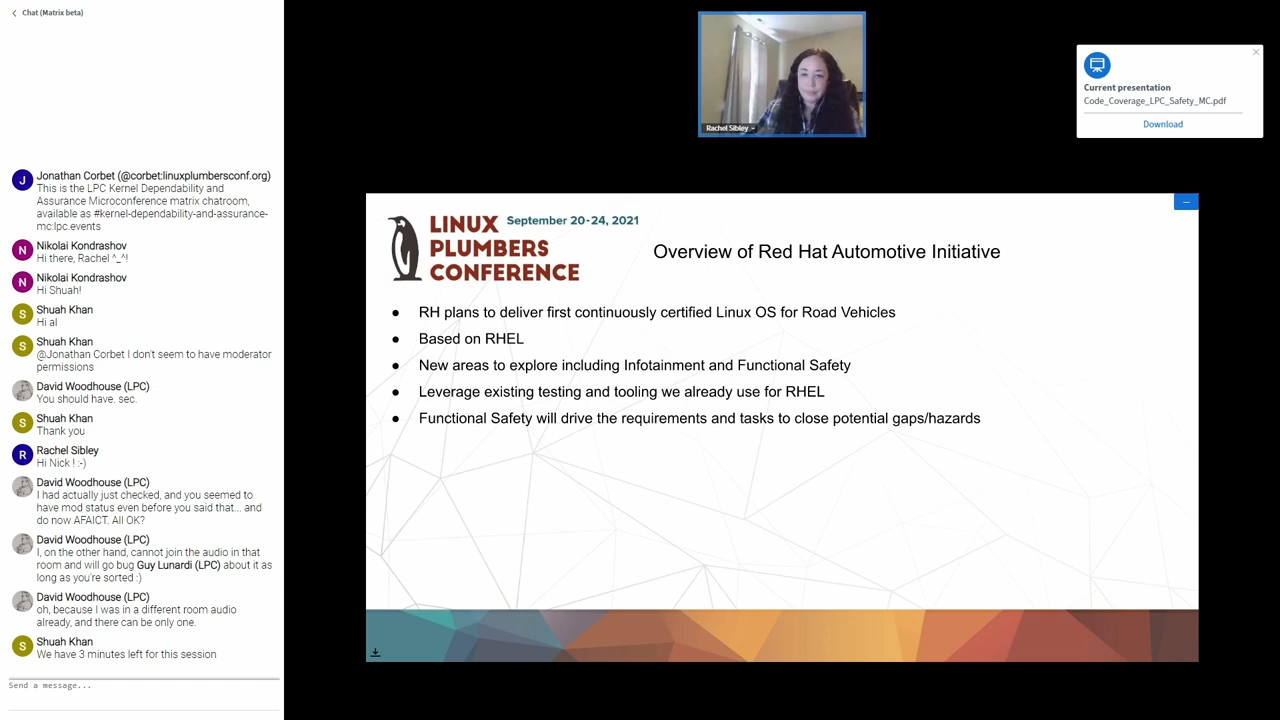 Chat (Matrix beta)
Jonathan Corbet (@corbet:linuxplumbersconf.org)
This is the LPC Kernel Dependability and
Assurance Microconference matrix chatroom,
available as #kernel-dependability-and-assurance-
mc:lpc.events
Nikolai Kondrashov
Hi there, Rachel ^_^!
Nikolai Kondrashov
Hi Shuah!
Shuah Khan
Hi al
Shuah Khan
@Jonathan Corbet I don't seem to have moderator
permissions
David Woodhouse (LPC)
You should have. sec.
Shuah Khan
Thank you
Rachel Sibley
Hi Nick ! :-)
David Woodhouse (LPC)
I had actually just checked, and you seemed to
have mod status even before you said that... and
do now AFAICT. All OK?
David Woodhouse (LPC)
I, on the other hand, cannot join the audio in that
room and will go bug Guy Lunardi (LPC) about it as
long as you're sorted :)
David Woodhouse (LPC)
oh, because I was in a different room audio
already, and there can be only one.
Shuah Khan
We have 3 minutes left for this session
Send a message...
Rachel Sibley
Current presentation
Code_Coverage_LPC_Safety_MC.pdf
Download
LINUX
PLUMBERS
CONFERENCE
September 20-24, 2021
Overview of Red Hat Automotive Initiative
● RH plans to deliver first continuously certified Linux OS for Road Vehicles
● Based on RHEL
● New areas to explore including Infotainment and Functional Safety
● Leverage existing testing and tooling we already use for RHEL
● Functional Safety will drive the requirements and tasks to close potential gaps/hazards